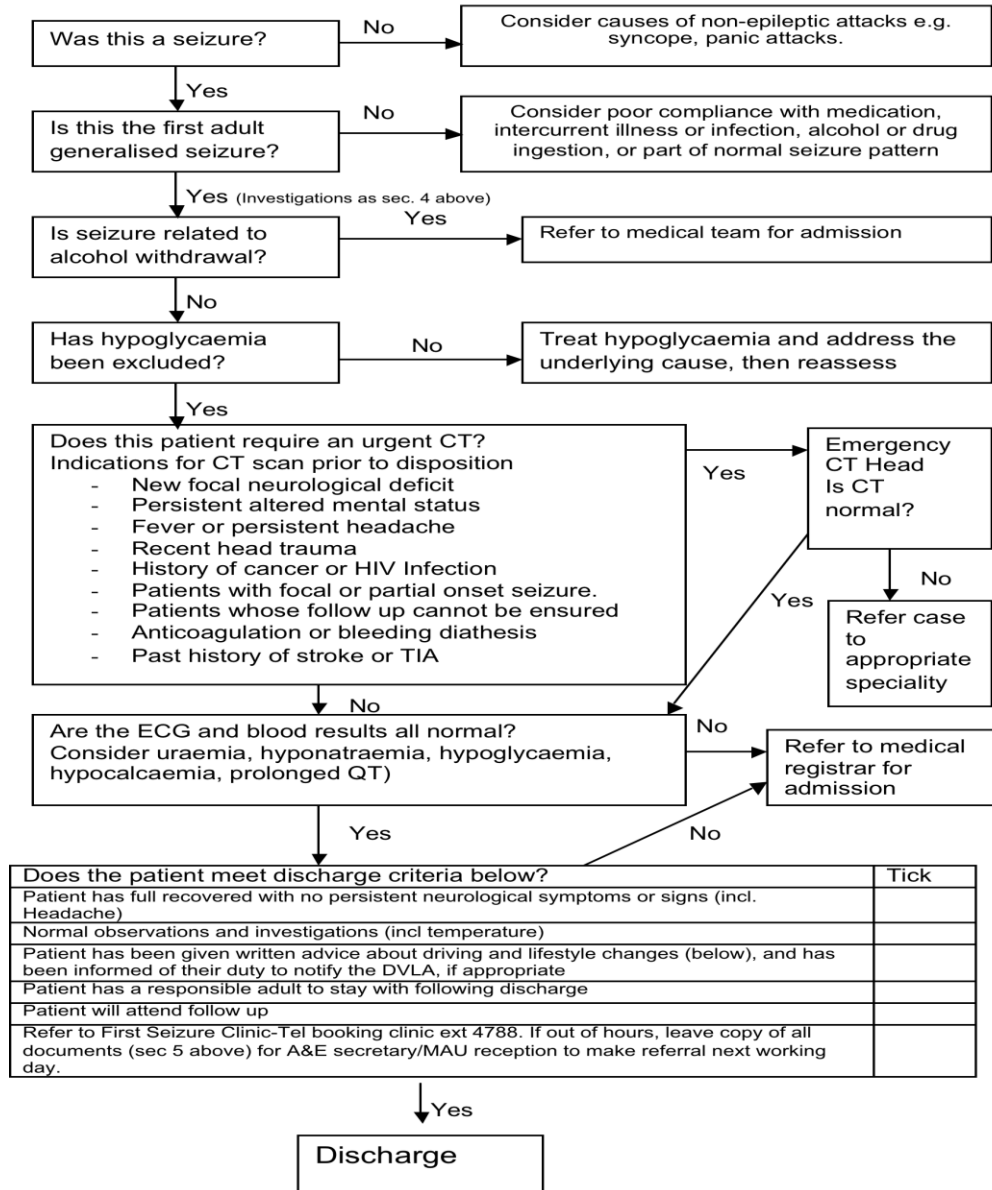 Was this a seizure?
No
Consider causes of non-epileptic attacks e.g.
syncope, panic attacks.
Yes
Is this the first adult
generalised seizure?
No
Consider poor compliance with medication,
intercurrent illness or infection, alcohol or drug
ingestion, or part of normal seizure pattern
Yes (Investigations as sec. 4 above)
Is seizure related to
alcohol withdrawal?
Yes
Refer to medical team for admission
No
Has hypoglycaemia
been excluded?
No
Treat hypoglycaemia and address the
underlying cause, then reassess
Yes
Does this patient require an urgent CT?
Indications for CT scan prior to disposition
- New focal neurological deficit
- Persistent altered mental status
- Fever or persistent headache
- Recent head trauma
- History of cancer or HIV Infection
- Patients with focal or partial onset seizure.
- Patients whose follow up cannot be ensured
- Anticoagulation or bleeding diathesis
- Past history of stroke or TIA
Yes
Emergency
CT Head
Is CT
normal?
No
Yes
Refer case
to
appropriate
speciality
No
Are the ECG and blood results all normal?
Consider uraemia, hyponatraemia, hypoglycaemia,
hypocalcaemia, prolonged QT)
No
Refer to medical
registrar for
admission
Yes
No
Does the patient meet discharge criteria below?
Tick
Patient has full recovered with no persistent neurological symptoms or signs (incl.
Headache)
Normal observations and investigations (incl temperature)
Patient has been given written advice about driving and lifestyle changes (below), and has
been informed of their duty to notify the DVLA, if appropriate
Patient has a responsible adult to stay with following discharge
Patient will attend follow up
Refer to First Seizure Clinic-Tel booking clinic ext 4788. If out of hours, leave copy of all
documents (sec 5 above) for A&E secretary/MAU reception to make referral next working
day.
Yes
Discharge